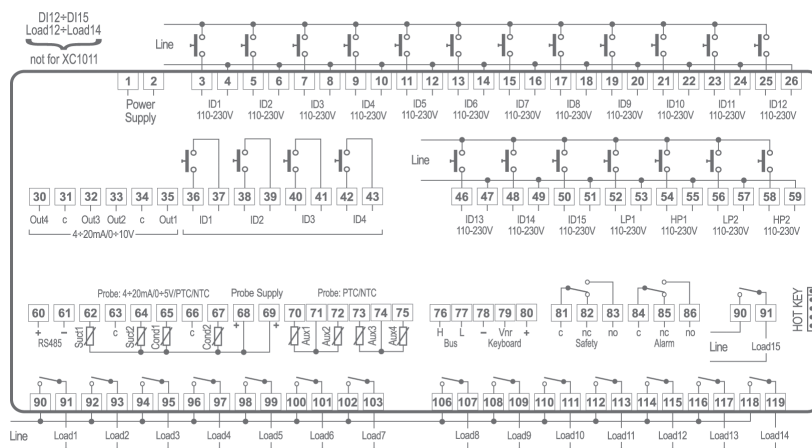 DI12÷DI15
Load12÷Load14
not for XC1011
Line
1 2 3 4 5 6 7 8 9 10 11 12 13 14 15 16 17 18 19 20 21 22 23 24 25 26
Power Supply
ID1 110-230V
ID2 110-230V
ID3 110-230V
ID4 110-230V
ID5 110-230V
ID6 110-230V
ID7 110-230V
ID8 110-230V
ID9 110-230V
ID10 110-230V
ID11 110-230V
ID12 110-230V
Line
30 31 32 33 34 35 36 37 38 39 40 41 42 43 46 47 48 49 50 51 52 53 54 55 56 57 58 59
Out4 c Out3 Out2 c Out1
4÷20mA/0÷10V
ID1 ID2 ID3 ID4
ID13 110-230V
ID14 110-230V
ID15 110-230V
LP1 110-230V
HP1 110-230V
LP2 110-230V
HP2 110-230V
Probe: 4÷20mA/0÷5V/PTC/NTC
Probe Supply
Probe: PTC/NTC
60 61 62 63 64 65 66 67 68 69 70 71 72 73 74 75 76 77 78 79 80 81 82 83 84 85 86 90 91
HOT KEY
+ − Suct1 c Suct2 Cond1 c Cond2 + + Aux1 Aux2 Aux3 Aux4 H L − Vnr + c nc no c nc no
RS485
Bus Keyboard
Safety
Alarm
Line
Load15
90 91 92 93 94 95 96 97 98 99 100 101 102 103 106 107 108 109 110 111 112 113 114 115 116 117 118 119
Line Load1 Load2 Load3 Load4 Load5 Load6 Load7 Load8 Load9 Load10 Load11 Load12 Load13 Load14